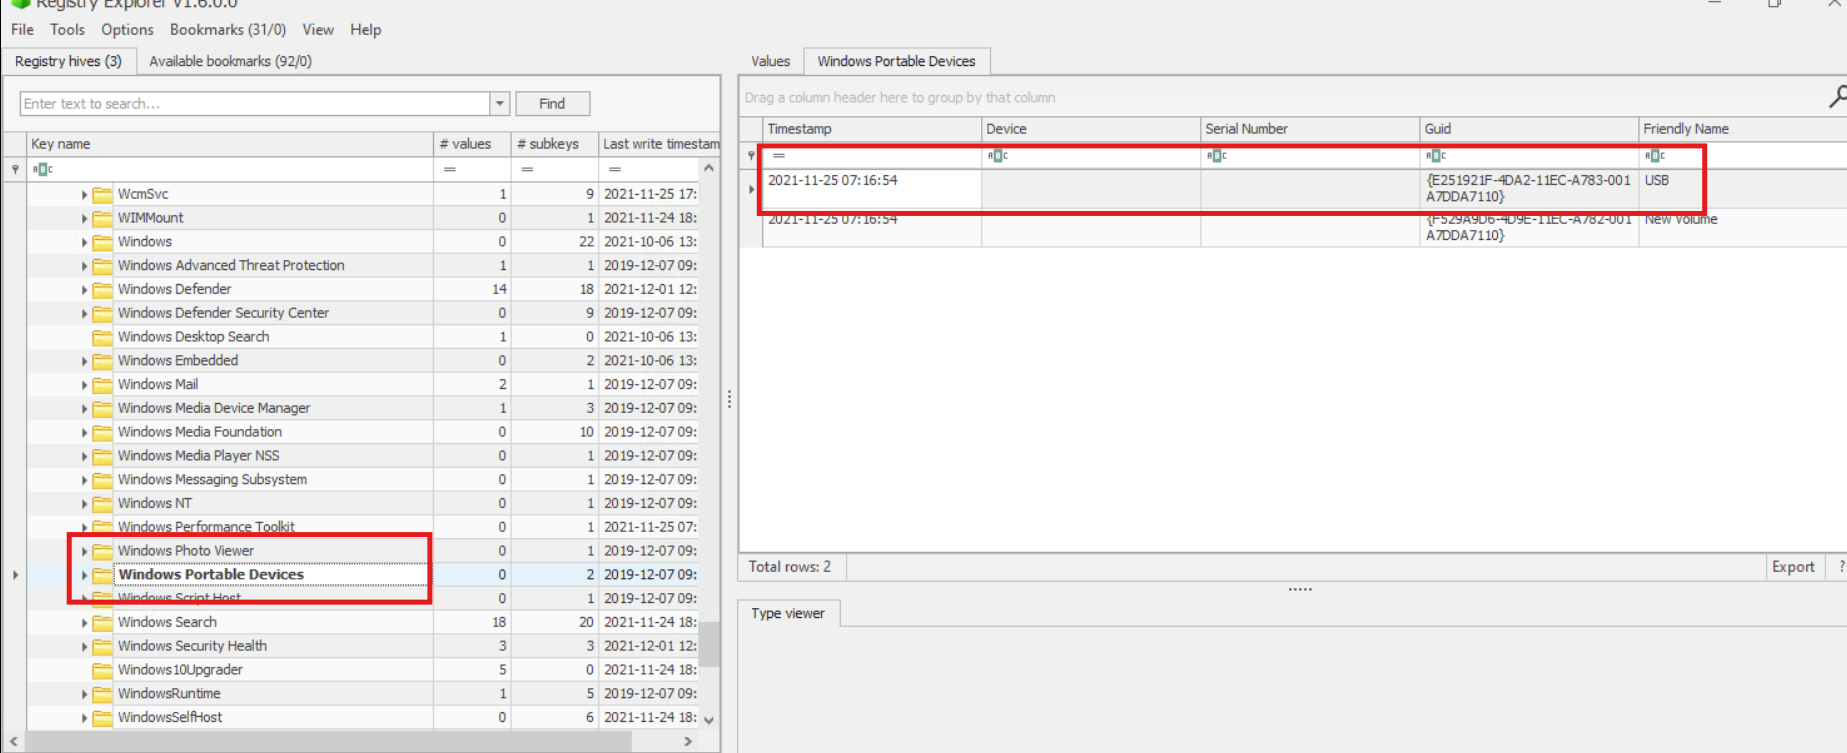 Registry Explorer v1.6.0.0
File Tools Options Bookmarks (31/0) View Help
Registry hives (3) Available bookmarks (92/0)
Enter text to search... Find
Key name # values # subkeys Last write timestam
= = =
WcmSvc 1 9 2021-11-25 17:
WIMMount 0 1 2021-11-24 18:
Windows 0 22 2021-10-06 13:
Windows Advanced Threat Protection 1 1 2019-12-07 09:
Windows Defender 14 18 2021-12-01 12:
Windows Defender Security Center 0 9 2019-12-07 09:
Windows Desktop Search 1 0 2021-10-06 13:
Windows Embedded 0 2 2021-10-06 13:
Windows Mail 2 1 2019-12-07 09:
Windows Media Device Manager 1 3 2019-12-07 09:
Windows Media Foundation 0 10 2019-12-07 09:
Windows Media Player NSS 0 1 2019-12-07 09:
Windows Messaging Subsystem 0 1 2019-12-07 09:
Windows NT 0 1 2019-12-07 09:
Windows Performance Toolkit 0 1 2021-11-25 07:
Windows Photo Viewer 0 1 2019-12-07 09:
Windows Portable Devices 0 2 2019-12-07 09:
Windows Script Host 0 1 2019-12-07 09:
Windows Search 18 20 2021-11-24 18:
Windows Security Health 3 3 2021-12-01 12:
Windows10Upgrader 5 0 2021-11-24 18:
WindowsRuntime 1 5 2019-12-07 09:
WindowsSelfHost 0 6 2021-11-24 18:
Values Windows Portable Devices
Drag a column header here to group by that column
Timestamp Device Serial Number Guid Friendly Name
=
2021-11-25 07:16:54 {E251921F-4DA2-11EC-A783-001 USB
A7DDA7110}
2021-11-25 07:16:54 {F529A9D6-4D9E-11EC-A782-001 New Volume
A7DDA7110}
Total rows: 2 Export ?
Type viewer